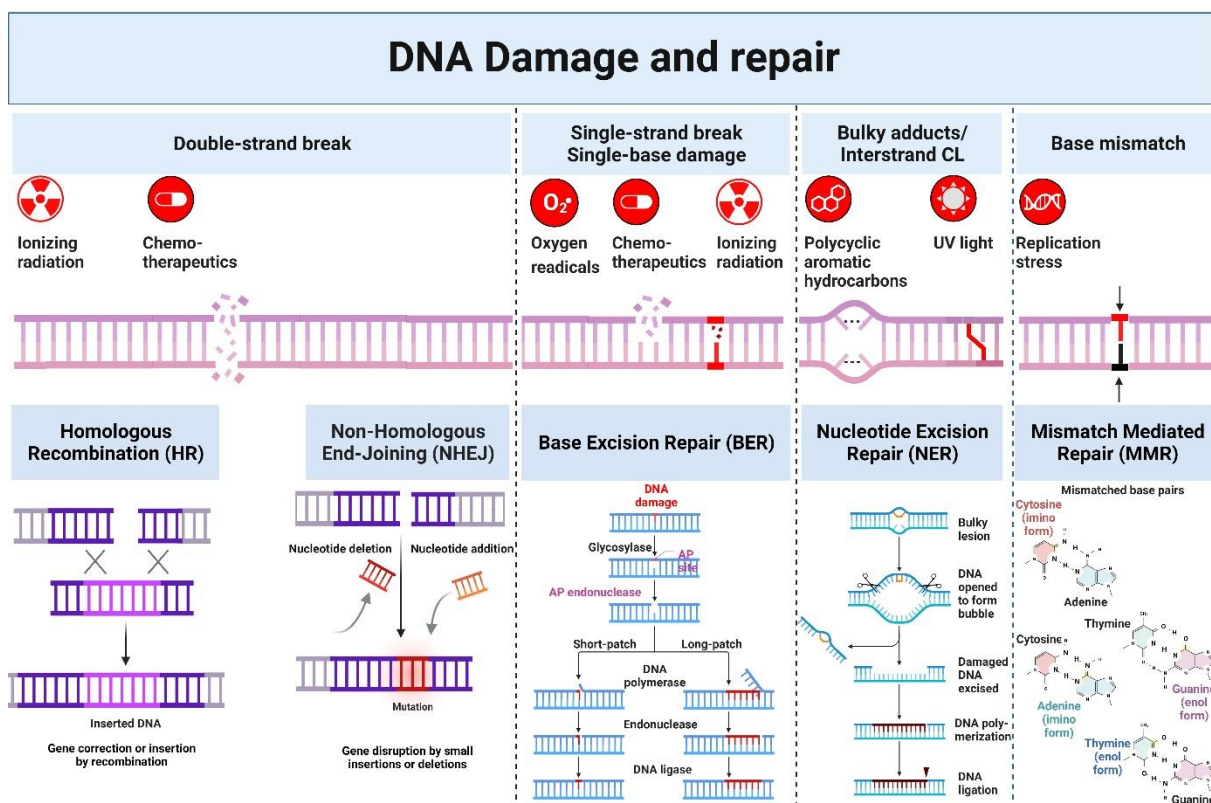 DNA Damage and repair
Double-strand break
Ionizing
radiation
Chemo-
therapeutics
Single-strand break
Single-base damage
O₂•
Oxygen
readicals
Chemo-
therapeutics
Ionizing
radiation
Bulky adducts/
Interstrand CL
Polycyclic
aromatic
hydrocarbons
UV light
Base mismatch
Replication
stress
Homologous
Recombination (HR)
Inserted DNA
Gene correction or insertion
by recombination
Non-Homologous
End-Joining (NHEJ)
Nucleotide deletion
Nucleotide addition
Mutation
Gene disruption by small
insertions or deletions
Base Excision Repair (BER)
DNA
damage
Glycosylase
AP
site
AP endonuclease
Short-patch
Long-patch
DNA
polymerase
Endonuclease
DNA ligase
Nucleotide Excision
Repair (NER)
Bulky
lesion
DNA
opened
to form
bubble
Damaged
DNA
excised
DNA poly-
merization
DNA
ligation
Mismatch Mediated
Repair (MMR)
Mismatched base pairs
Cytosine
(imino
form)
Adenine
Thymine
Cytosine
Guanine
(enol
form)
Adenine
(imino
form)
Thymine
(enol
form)
Guanine